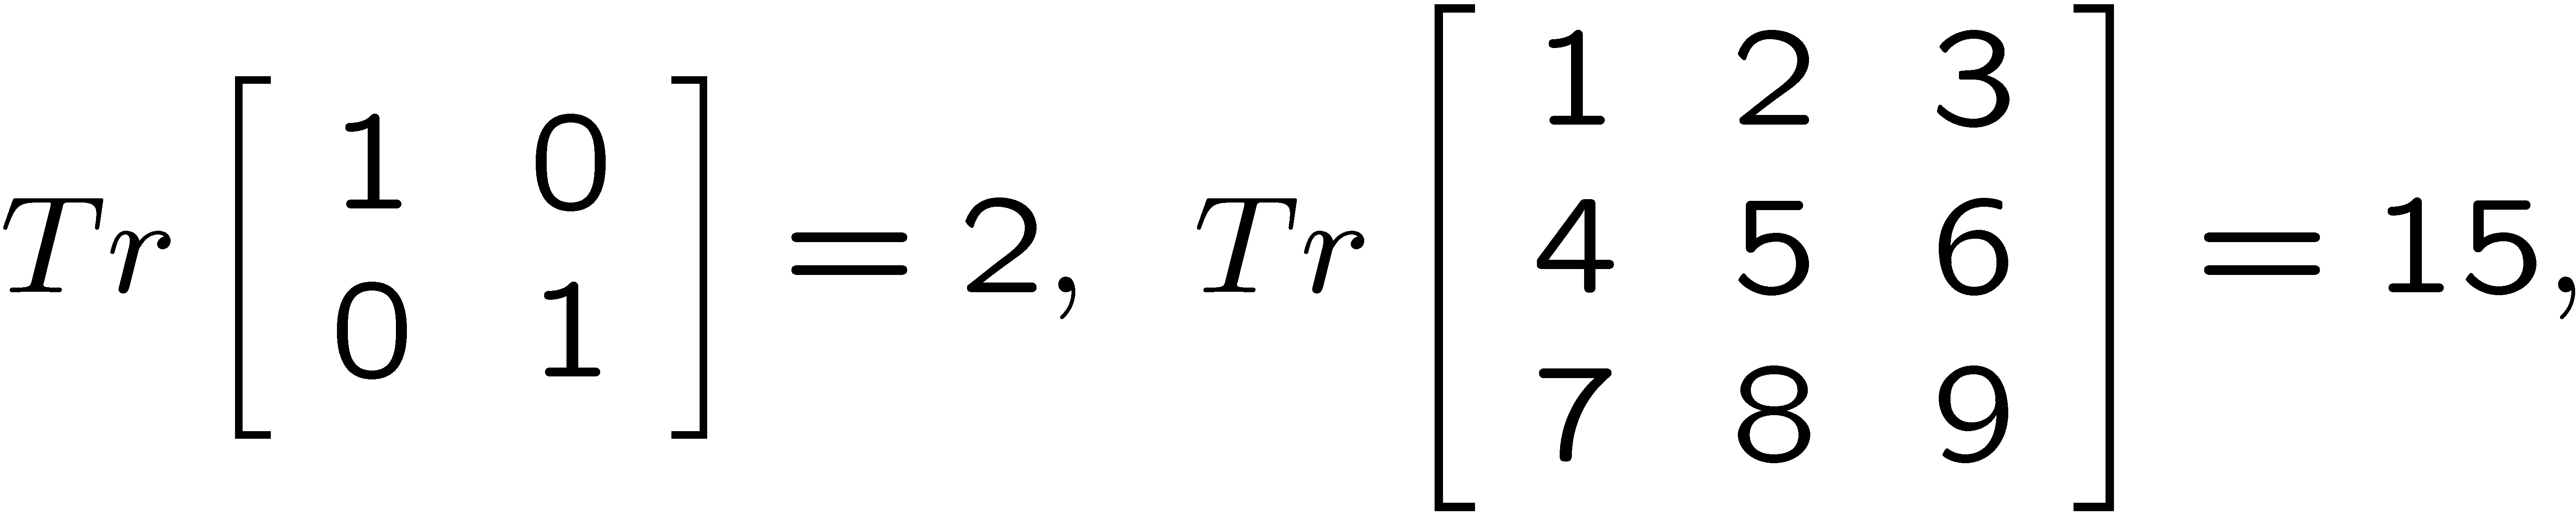 Tr [ 1 0 ; 0 1 ] = 2, Tr [ 1 2 3 ; 4 5 6 ; 7 8 9 ] = 15,